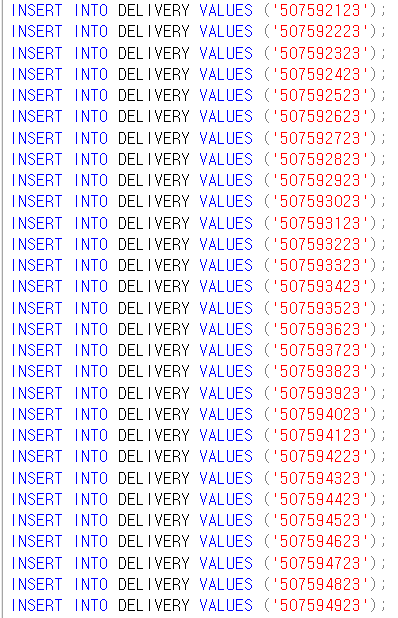 INSERT INTO DELIVERY VALUES ('507592123');
INSERT INTO DELIVERY VALUES ('507592223');
INSERT INTO DELIVERY VALUES ('507592323');
INSERT INTO DELIVERY VALUES ('507592423');
INSERT INTO DELIVERY VALUES ('507592523');
INSERT INTO DELIVERY VALUES ('507592623');
INSERT INTO DELIVERY VALUES ('507592723');
INSERT INTO DELIVERY VALUES ('507592823');
INSERT INTO DELIVERY VALUES ('507592923');
INSERT INTO DELIVERY VALUES ('507593023');
INSERT INTO DELIVERY VALUES ('507593123');
INSERT INTO DELIVERY VALUES ('507593223');
INSERT INTO DELIVERY VALUES ('507593323');
INSERT INTO DELIVERY VALUES ('507593423');
INSERT INTO DELIVERY VALUES ('507593523');
INSERT INTO DELIVERY VALUES ('507593623');
INSERT INTO DELIVERY VALUES ('507593723');
INSERT INTO DELIVERY VALUES ('507593823');
INSERT INTO DELIVERY VALUES ('507593923');
INSERT INTO DELIVERY VALUES ('507594023');
INSERT INTO DELIVERY VALUES ('507594123');
INSERT INTO DELIVERY VALUES ('507594223');
INSERT INTO DELIVERY VALUES ('507594323');
INSERT INTO DELIVERY VALUES ('507594423');
INSERT INTO DELIVERY VALUES ('507594523');
INSERT INTO DELIVERY VALUES ('507594623');
INSERT INTO DELIVERY VALUES ('507594723');
INSERT INTO DELIVERY VALUES ('507594823');
INSERT INTO DELIVERY VALUES ('507594923');